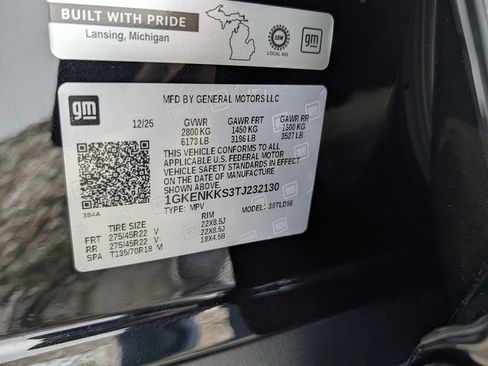 BUILT WITH PRIDE
Lansing, Michigan
UAW
LOCAL 602
gm
gm
MFD BY GENERAL MOTORS LLC
12/25 GVWR GAWR FRT GAWR RR
2800 KG 1450 KG 1600 KG
6173 LB 3196 LB 3527 LB
THIS VEHICLE CONFORMS TO ALL
APPLICABLE U.S. FEDERAL MOTOR
VEHICLE SAFETY STANDARDS IN EFFECT
ON THE DATE OF MANUFACTURE
SHOWN ABOVE.
1GKENKKS3TJ232130
384A TYPE: MPV MODEL: 30TLD56
TIRE SIZE RIM
FRT 275/45R22 V 22X8.5J
RR 275/45R22 V 22X8.5J
SPA T135/70R18 M 18X4.5B